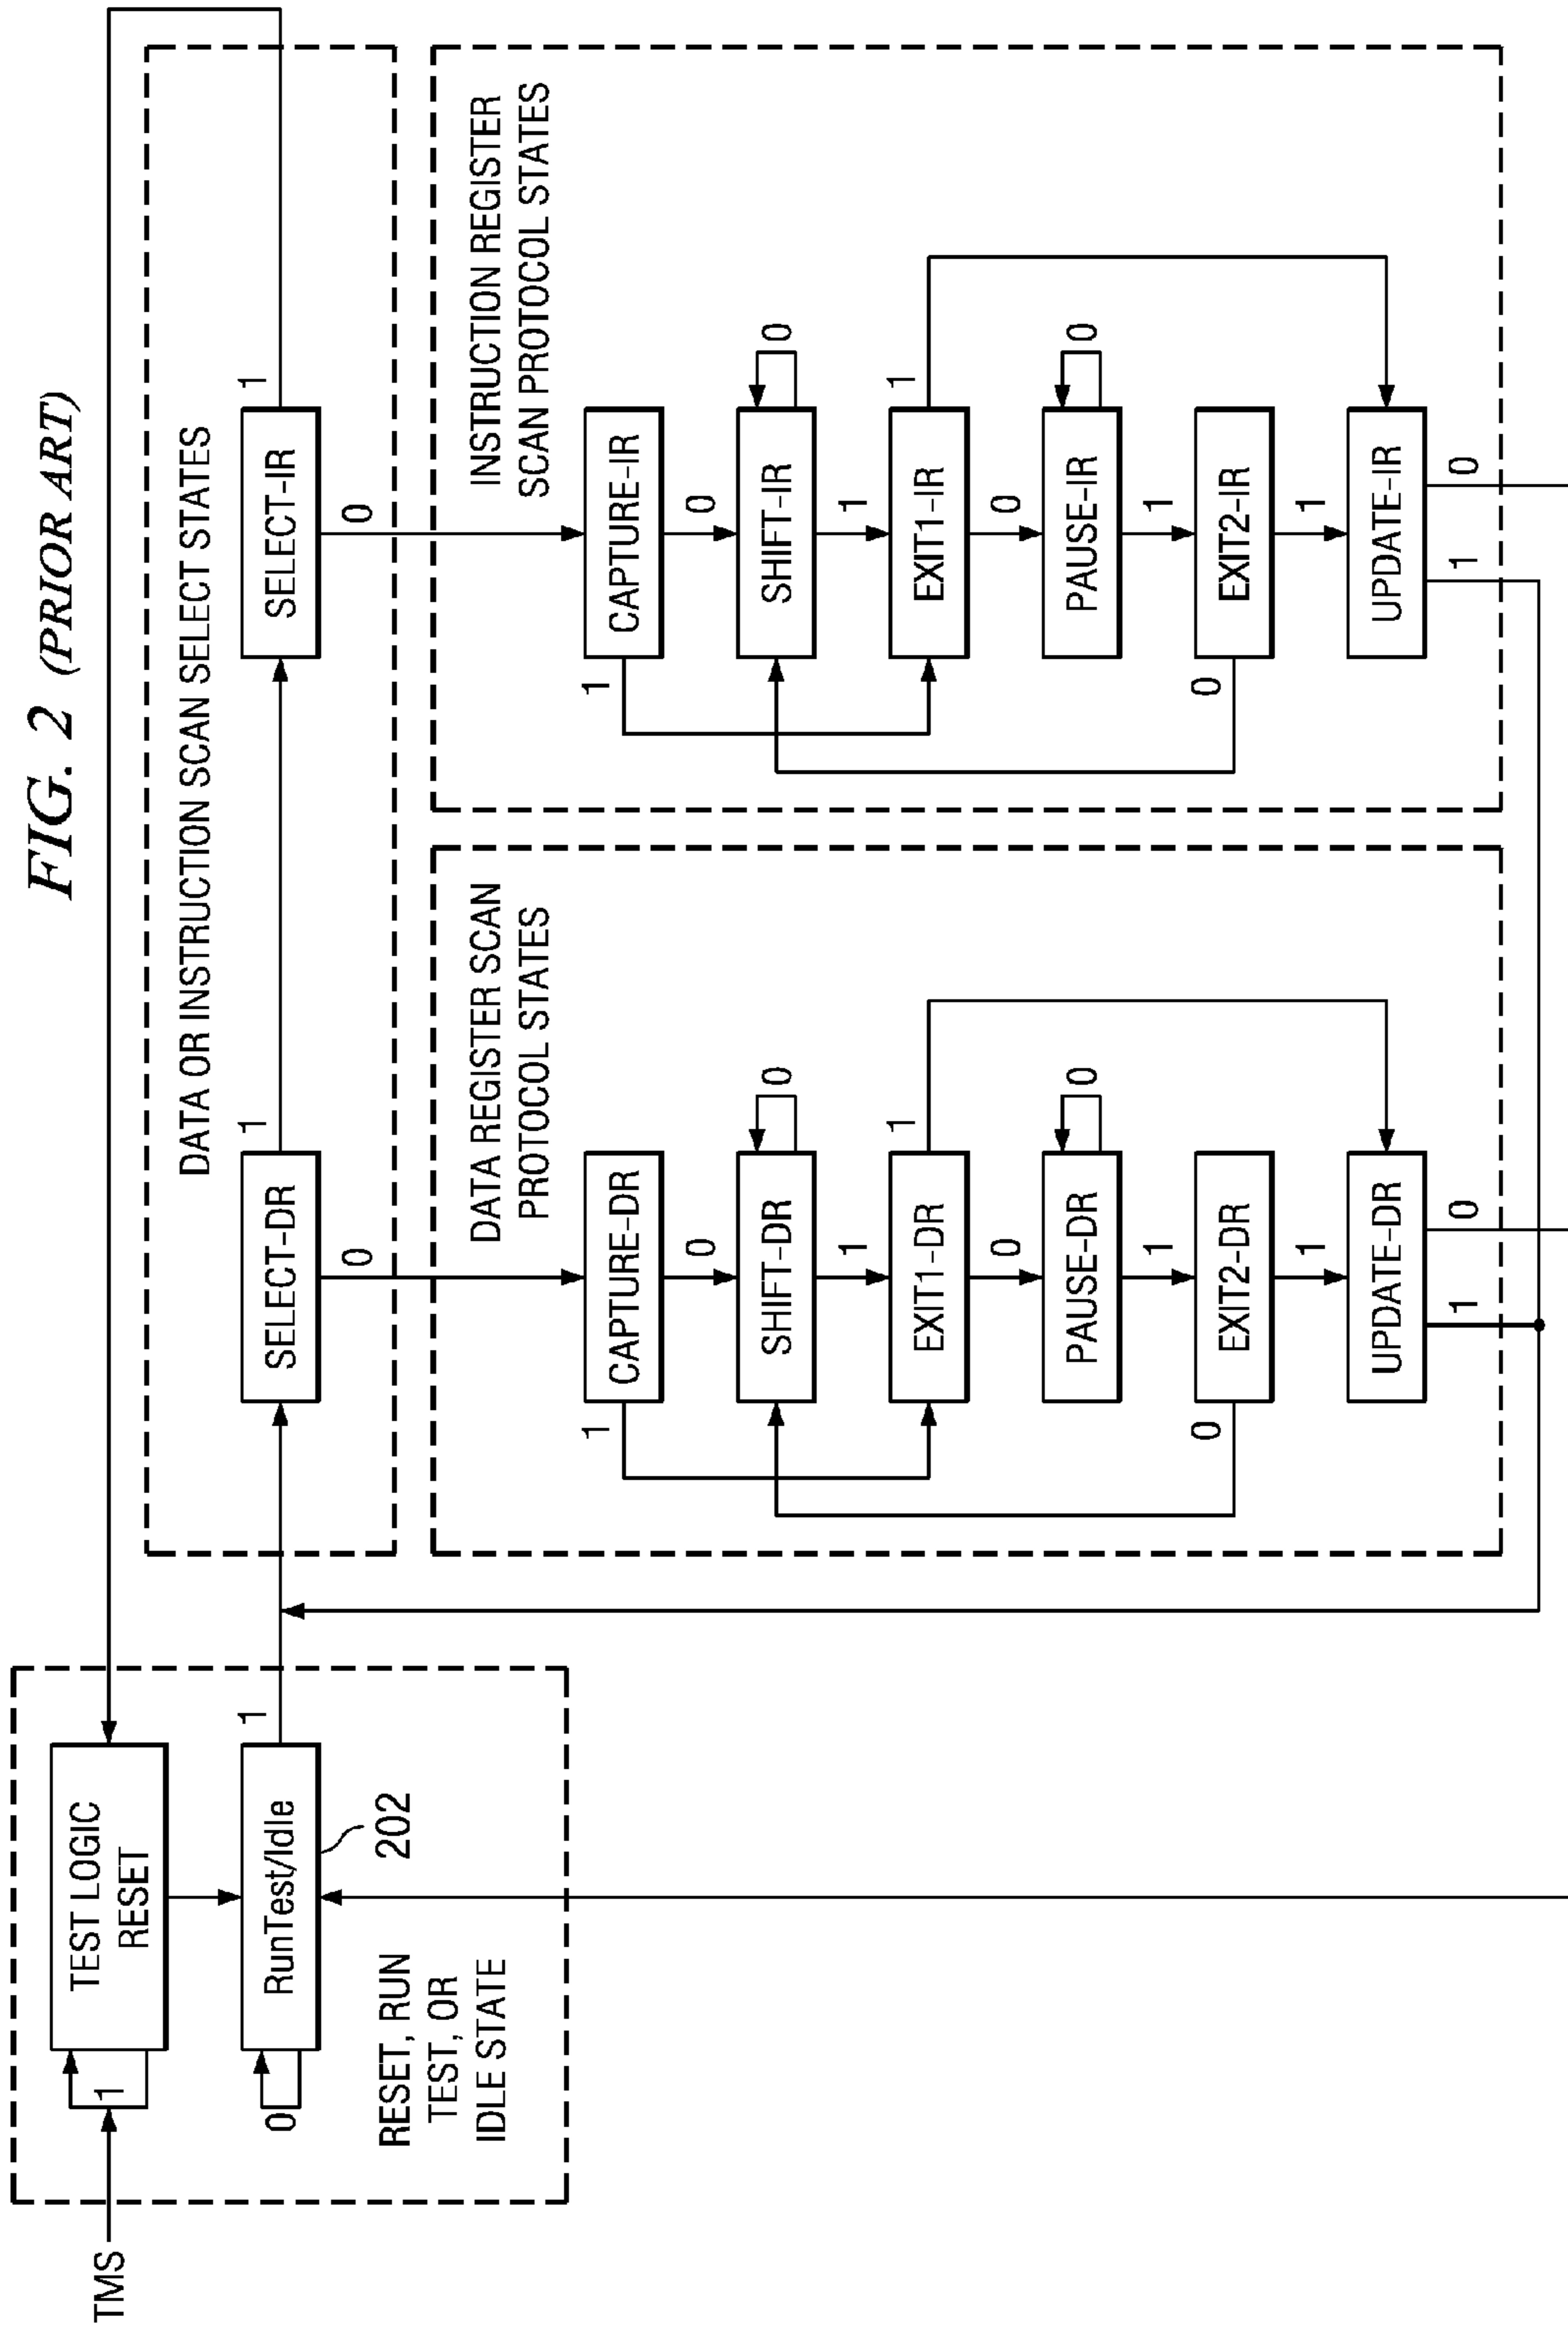 FIG. 2 (PRIOR ART)
TMS
1
TEST LOGIC
RESET
0
RunTest/Idle
1
202
RESET, RUN
TEST, OR
IDLE STATE
DATA OR INSTRUCTION SCAN SELECT STATES
SELECT-DR
1
0
SELECT-IR
1
0
DATA REGISTER SCAN
PROTOCOL STATES
CAPTURE-DR
1
0
SHIFT-DR
0
1
EXIT1-DR
1
0
PAUSE-DR
0
1
EXIT2-DR
0
1
UPDATE-DR
1
0
INSTRUCTION REGISTER
SCAN PROTOCOL STATES
CAPTURE-IR
1
0
SHIFT-IR
0
1
EXIT1-IR
1
0
PAUSE-IR
0
1
EXIT2-IR
0
1
UPDATE-IR
1
0